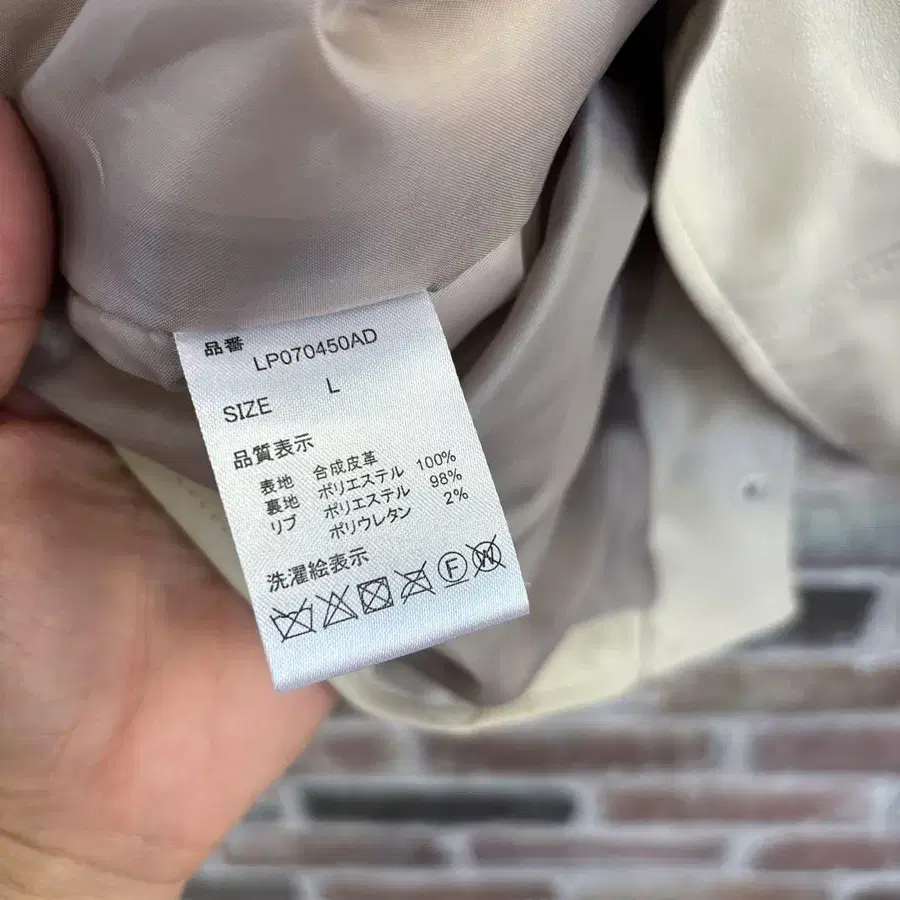 品番 LP070450AD
SIZE L
品質表示
表地 合成皮革
裏地 ポリエステル 100%
リブ ポリエステル 98%
ポリウレタン 2%
洗濯絵表示
F W